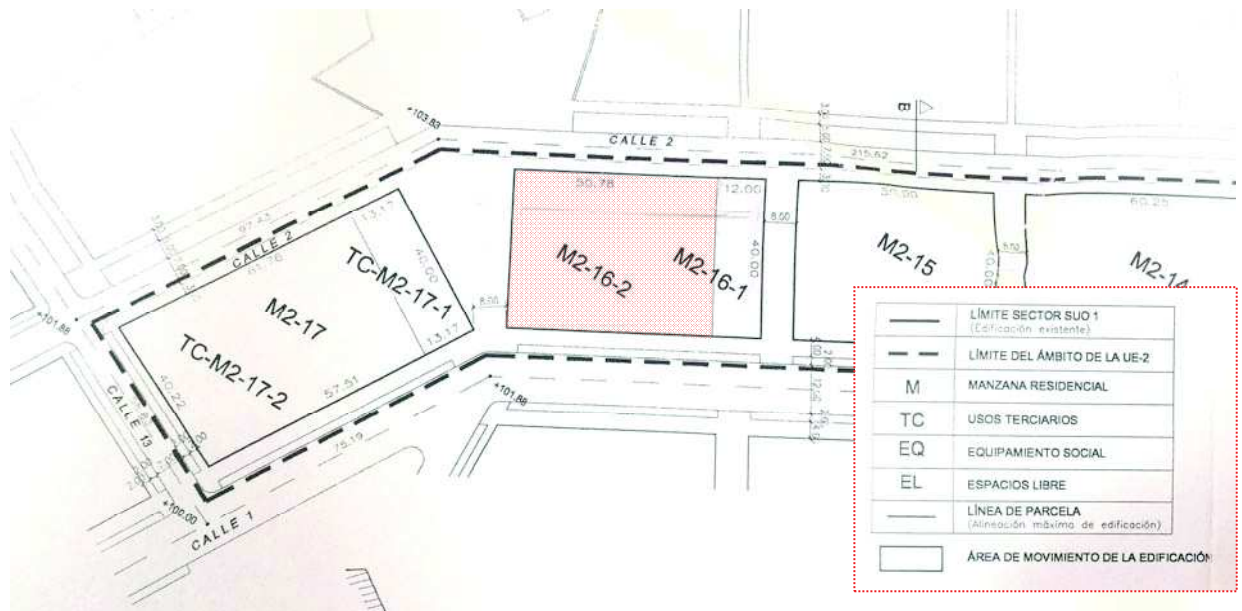 +103.83
CALLE 2
B
215.62
97.43
CALLE 2
61.78
13.17
40.00
TC-M2-17-1
M2-17
TC-M2-17-2
57.51
13.17
40.22
8.00
50.78
12.00
M2-16-2
M2-16-1
40.00
8.00
50.00
M2-15
40.00
60.25
M2-14
+101.88
CALLE 13
+101.88
75.19
+100.00
CALLE 1
LÍMITE SECTOR SUO 1
(Edificación existente)
LÍMITE DEL ÁMBITO DE LA UE-2
M MANZANA RESIDENCIAL
TC USOS TERCIARIOS
EQ EQUIPAMIENTO SOCIAL
EL ESPACIOS LIBRE
LÍNEA DE PARCELA
(Alineación máxima de edificación)
ÁREA DE MOVIMIENTO DE LA EDIFICACIÓN